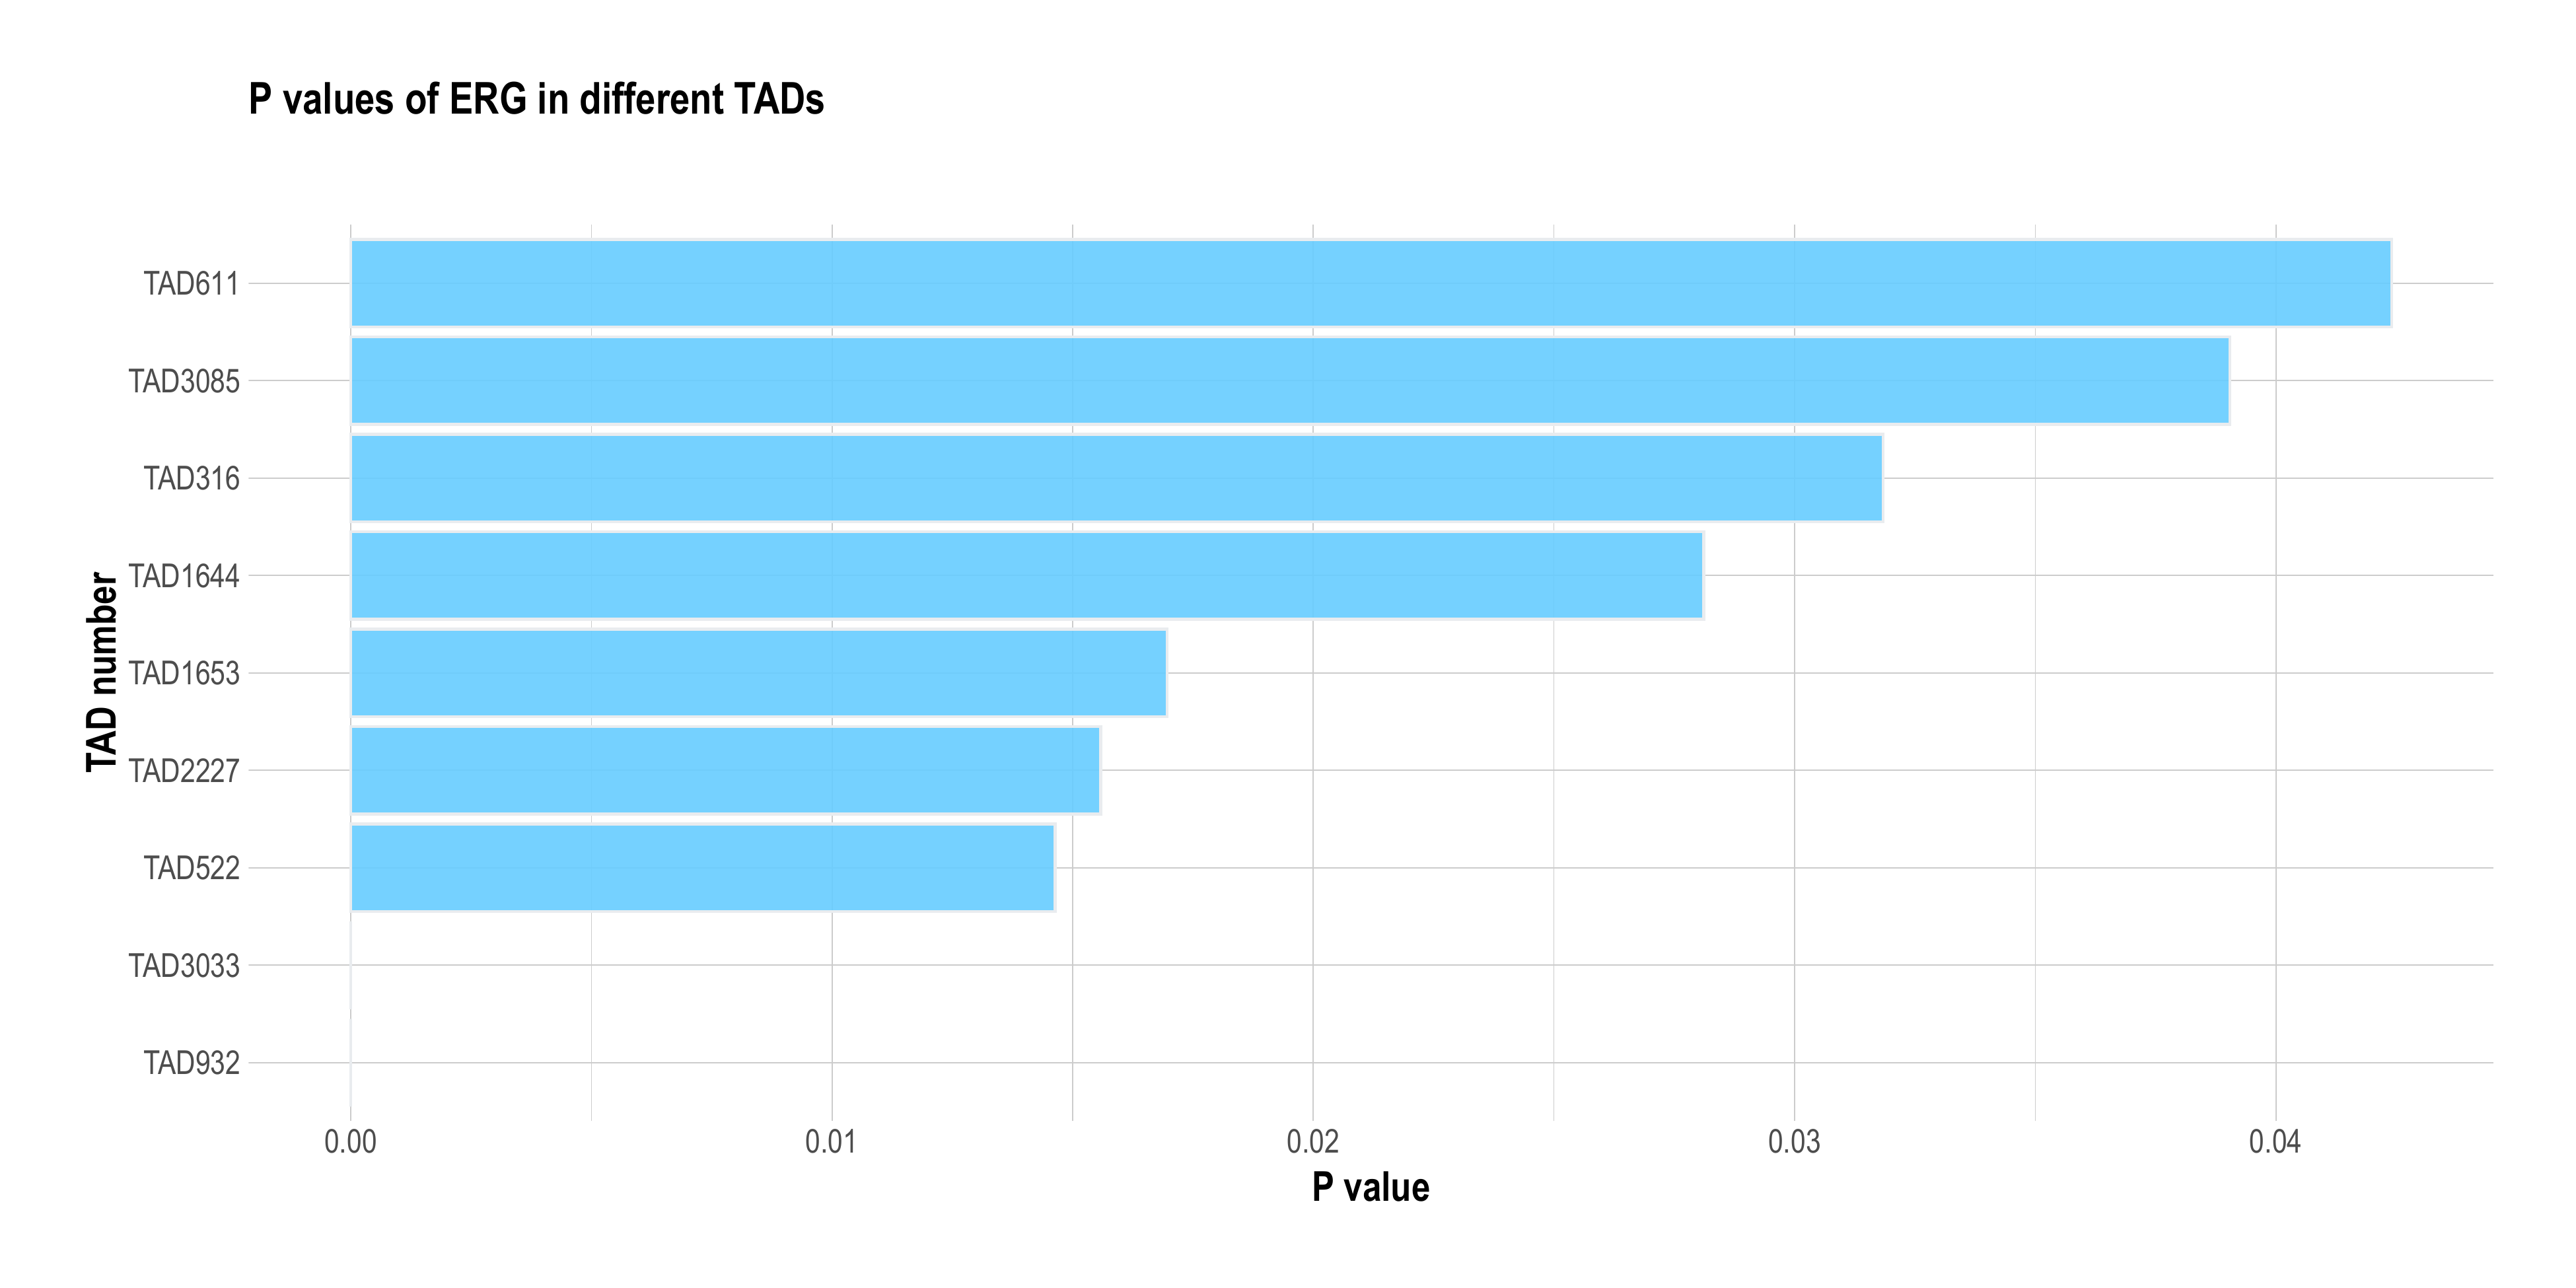 P values of ERG in different TADs
TAD number
TAD611
TAD3085
TAD316
TAD1644
TAD1653
TAD2227
TAD522
TAD3033
TAD932
0.00 0.01 0.02 0.03 0.04
P value